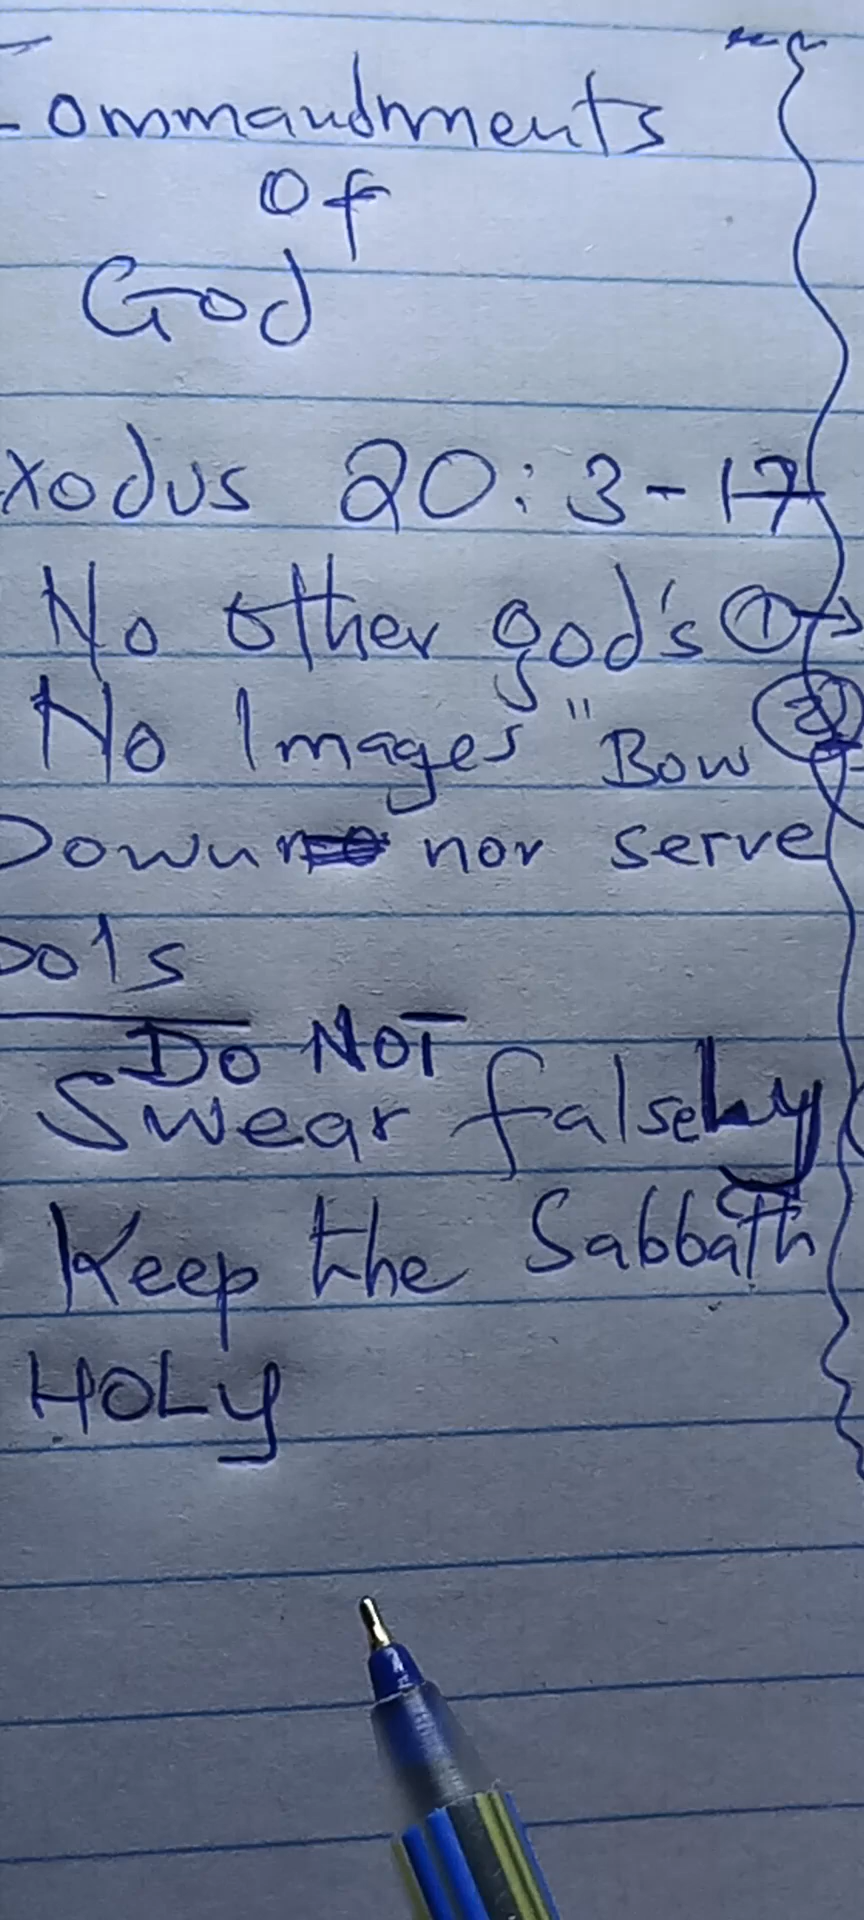 Commandments
Of
God
xodus 20:3-17
No other god's ①
No Images "Bow ②
Down nor serve
ols
Do NOT
Swear falsely
Keep the Sabbath
HOLy